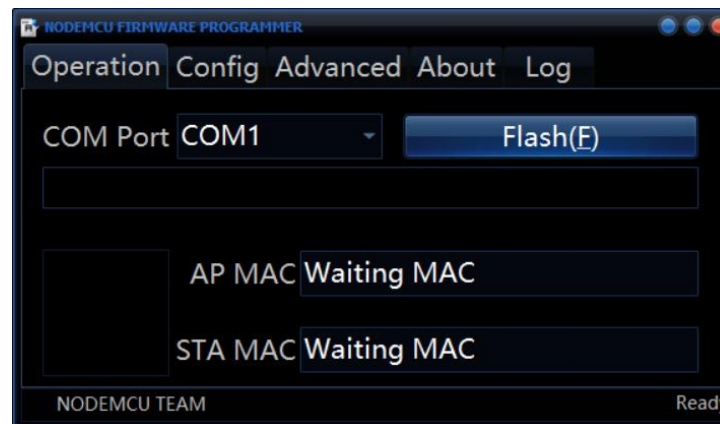 NODEMCU FIRMWARE PROGRAMMER
Operation Config Advanced About Log
COM Port COM1 Flash(F)
AP MAC Waiting MAC
STA MAC Waiting MAC
NODEMCU TEAM Ready